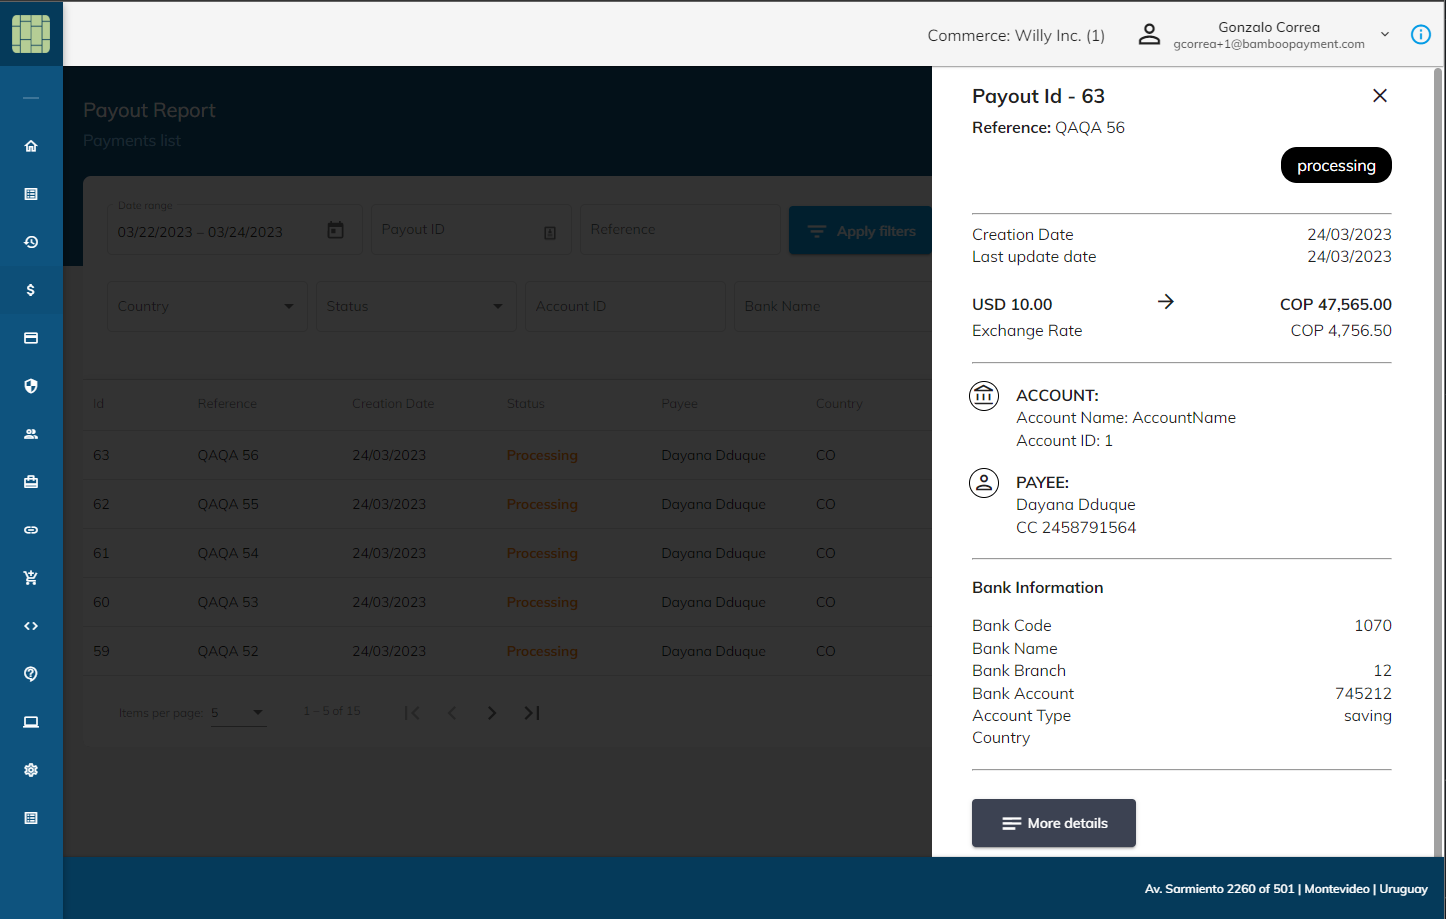 Commerce: Willy Inc. (1)
Gonzalo Correa
gcorrea+1@bamboopayment.com
Payout Report
Payments list
Date range
03/22/2023 – 03/24/2023
Payout ID
Reference
Apply filters
Country
Status
Account ID
Bank Name
Id Reference Creation Date Status Payee Country
63 QAQA 56 24/03/2023 Processing Dayana Dduque CO
62 QAQA 55 24/03/2023 Processing Dayana Dduque CO
61 QAQA 54 24/03/2023 Processing Dayana Dduque CO
60 QAQA 53 24/03/2023 Processing Dayana Dduque CO
59 QAQA 52 24/03/2023 Processing Dayana Dduque CO
Items per page: 5 1 – 5 of 15
Payout Id - 63
Reference: QAQA 56
processing
Creation Date 24/03/2023
Last update date 24/03/2023
USD 10.00 COP 47,565.00
Exchange Rate COP 4,756.50
ACCOUNT:
Account Name: AccountName
Account ID: 1
PAYEE:
Dayana Dduque
CC 2458791564
Bank Information
Bank Code 1070
Bank Name
Bank Branch 12
Bank Account 745212
Account Type saving
Country
More details
Av. Sarmiento 2260 of 501 | Montevideo | Uruguay